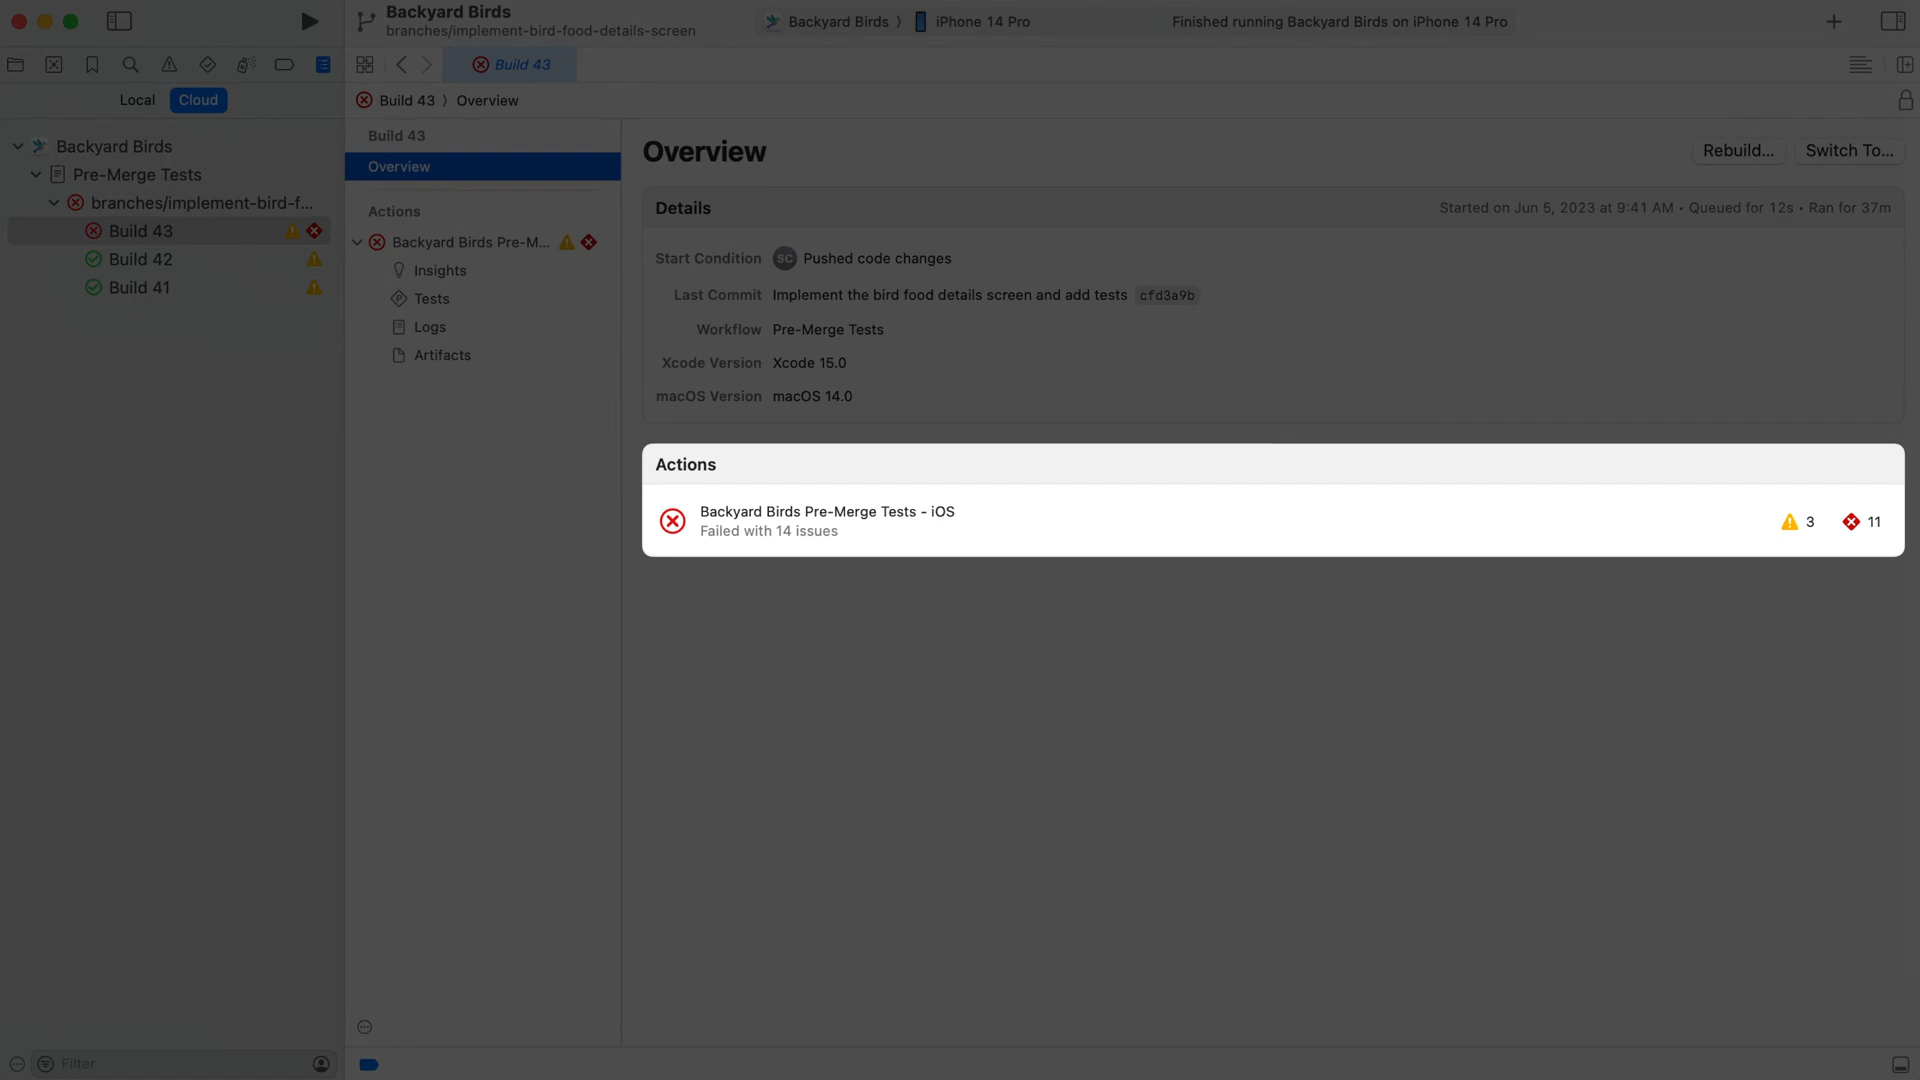 Backyard Birds
branches/implement-bird-food-details-screen
Backyard Birds 〉 iPhone 14 Pro
Finished running Backyard Birds on iPhone 14 Pro
Build 43
Local Cloud
Build 43 〉 Overview
Backyard Birds
Pre-Merge Tests
branches/implement-bird-f...
Build 43
Build 42
Build 41
Build 43
Overview
Actions
Backyard Birds Pre-M...
Insights
Tests
Logs
Artifacts
Overview
Rebuild... Switch To...
Details
Started on Jun 5, 2023 at 9:41 AM • Queued for 12s • Ran for 37m
Start Condition SC Pushed code changes
Last Commit Implement the bird food details screen and add tests cfd3a9b
Workflow Pre-Merge Tests
Xcode Version Xcode 15.0
macOS Version macOS 14.0
Actions
Backyard Birds Pre-Merge Tests - iOS
Failed with 14 issues
3 11
Filter